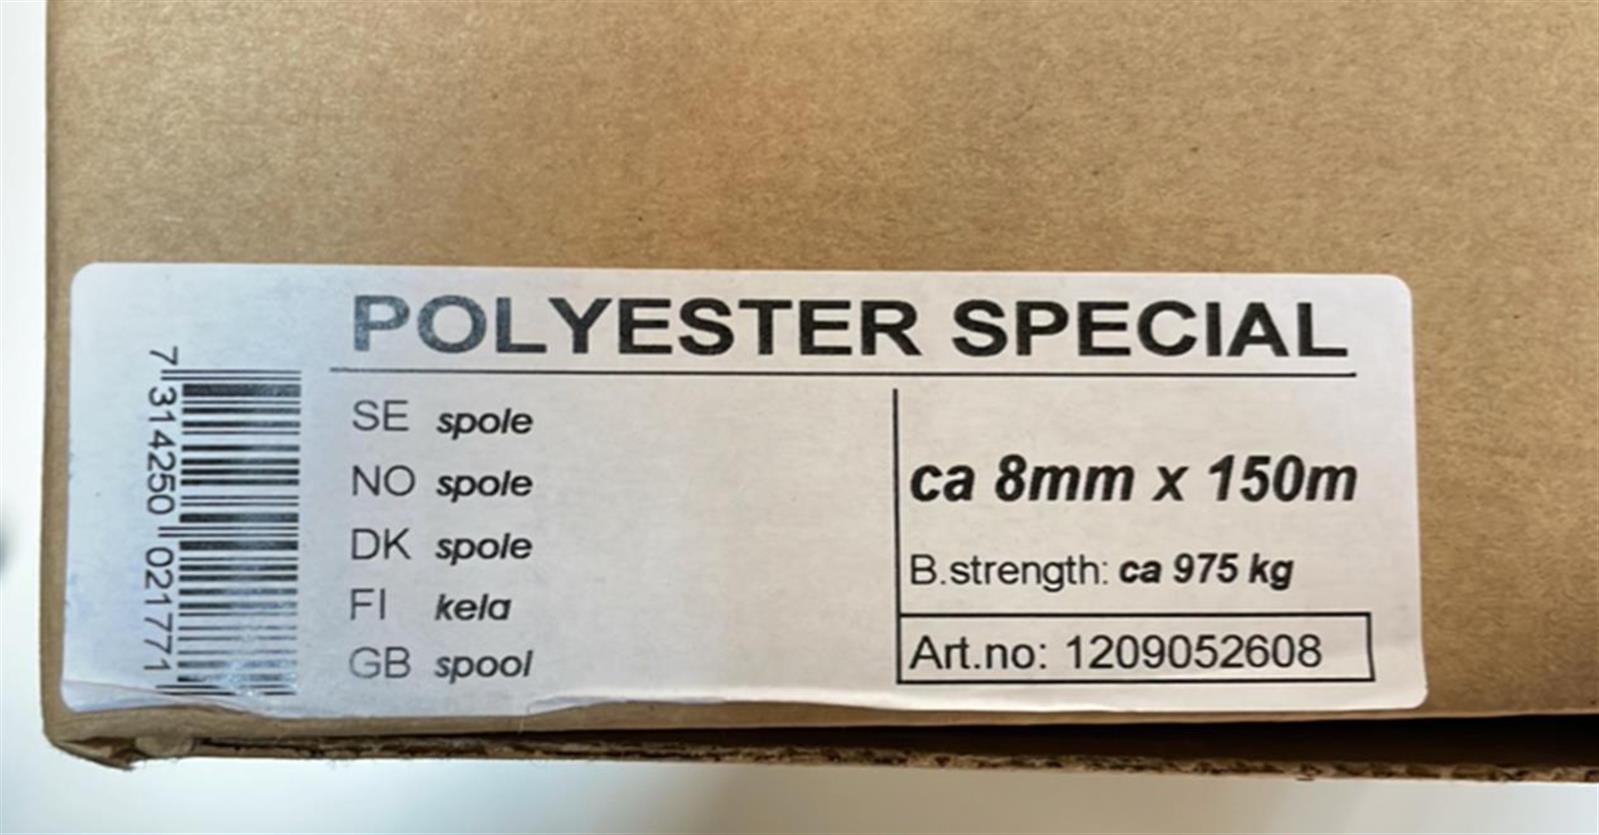 POLYESTER SPECIAL
7 314250 021771
SE spole
NO spole
DK spole
FI kela
GB spool
ca 8mm x 150m
B.strength: ca 975 kg
Art.no: 1209052608